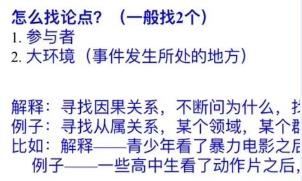 怎么找论点？（一般找2个）
1. 参与者
2. 大环境（事件发生所处的地方）
解释：寻找因果关系，不断问为什么，找
例子：寻找从属关系，某个领域，某个群
比如：解释——青少年看了暴力电影之后
例子——一些高中生看了动作片之后，